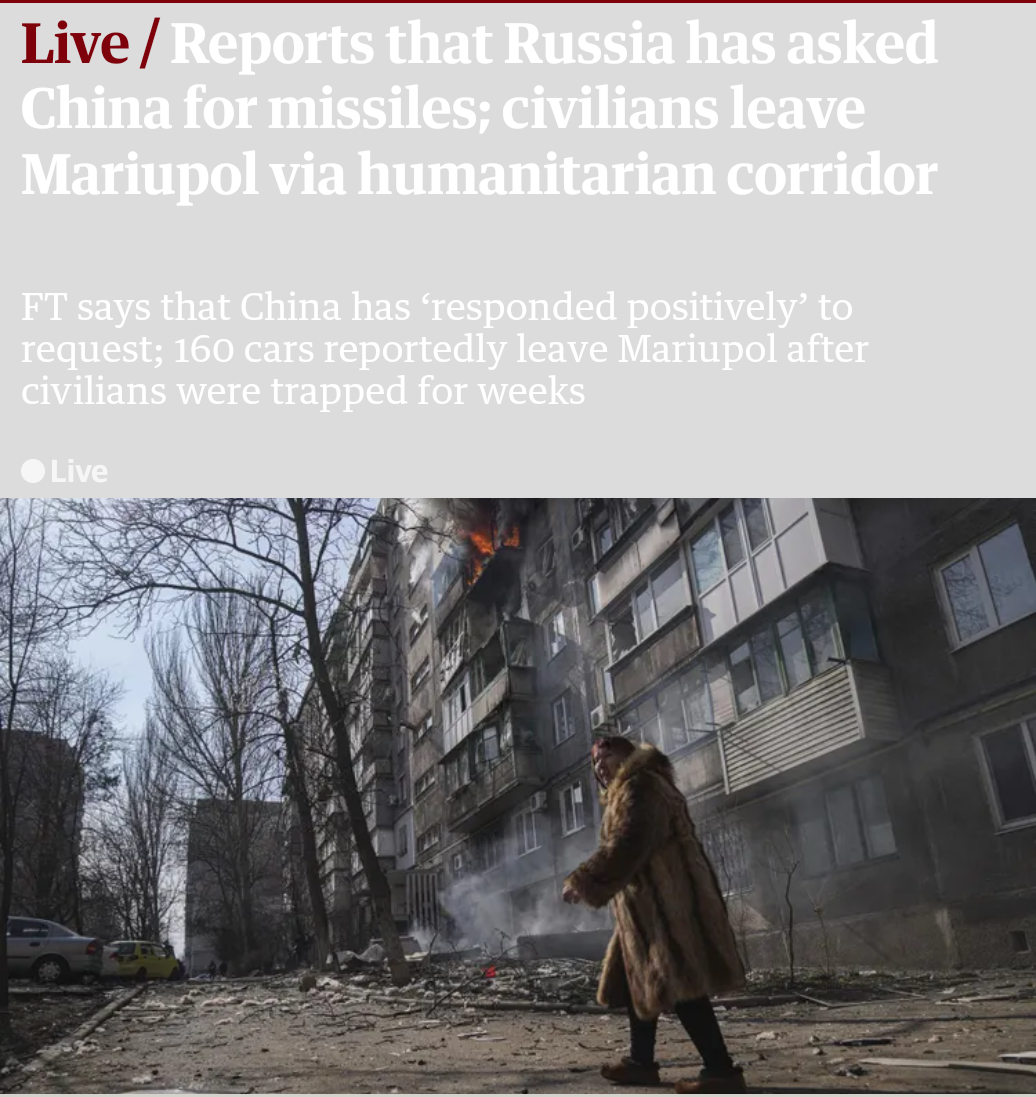 Live / Reports that Russia has asked
China for missiles; civilians leave
Mariupol via humanitarian corridor
FT says that China has ‘responded positively’ to
request; 160 cars reportedly leave Mariupol after
civilians were trapped for weeks
Live